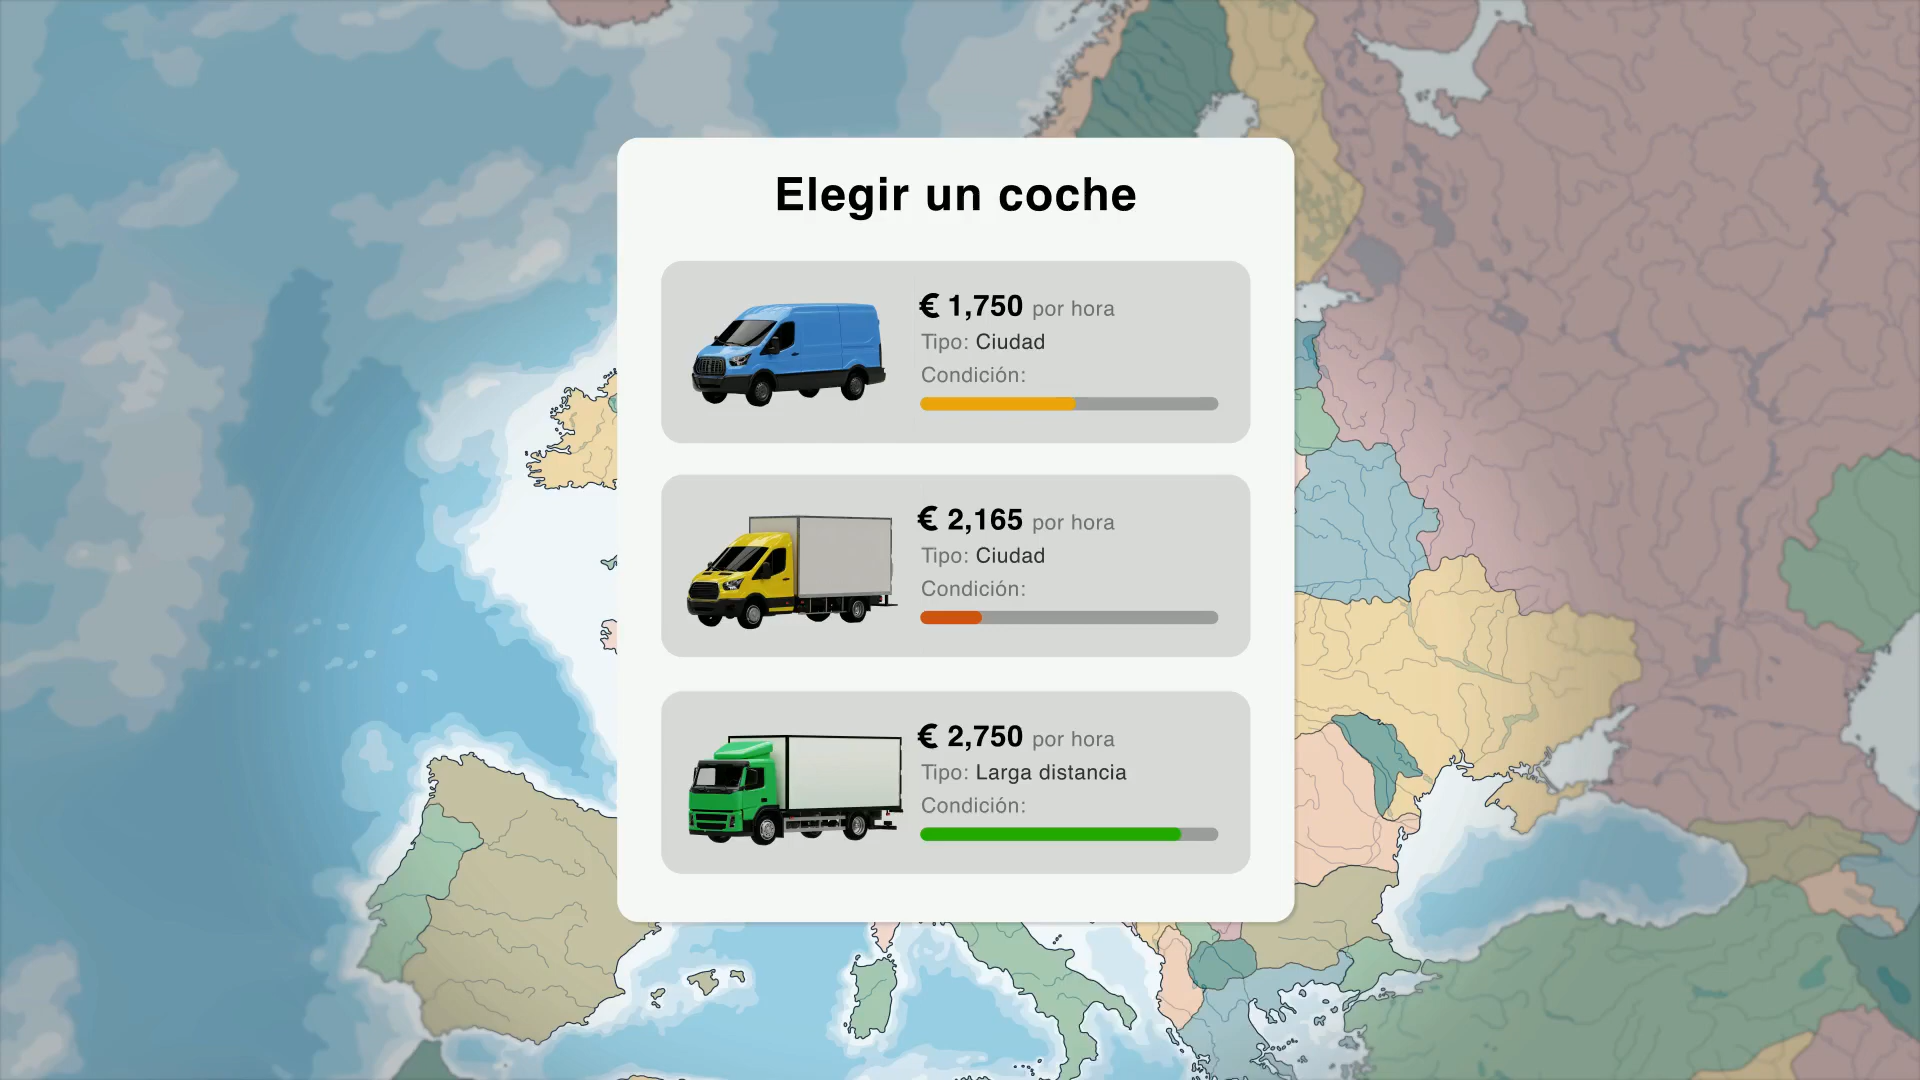 Elegir un coche
€ 1,750 por hora
Tipo: Ciudad
Condición:
€ 2,165 por hora
Tipo: Ciudad
Condición:
€ 2,750 por hora
Tipo: Larga distancia
Condición: